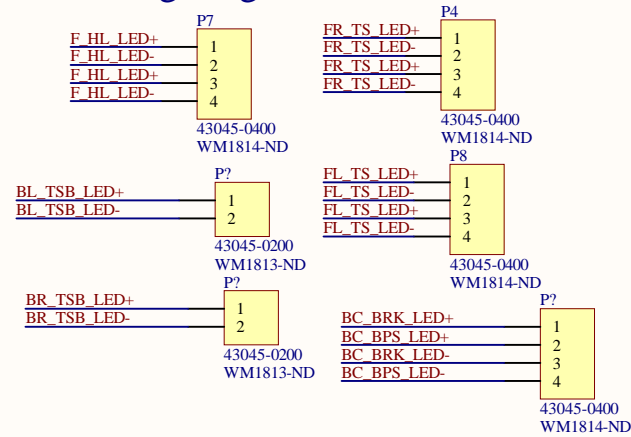 P7
F_HL_LED+ 1
F_HL_LED- 2
F_HL_LED+ 3
F_HL_LED- 4
43045-0400
WM1814-ND
P4
FR_TS_LED+ 1
FR_TS_LED- 2
FR_TS_LED+ 3
FR_TS_LED- 4
43045-0400
WM1814-ND
P?
BL_TSB_LED+ 1
BL_TSB_LED- 2
43045-0200
WM1813-ND
P8
FL_TS_LED+ 1
FL_TS_LED- 2
FL_TS_LED+ 3
FL_TS_LED- 4
43045-0400
WM1814-ND
P?
BR_TSB_LED+ 1
BR_TSB_LED- 2
43045-0200
WM1813-ND
P?
BC_BRK_LED+ 1
BC_BPS_LED+ 2
BC_BRK_LED- 3
BC_BPS_LED- 4
43045-0400
WM1814-ND